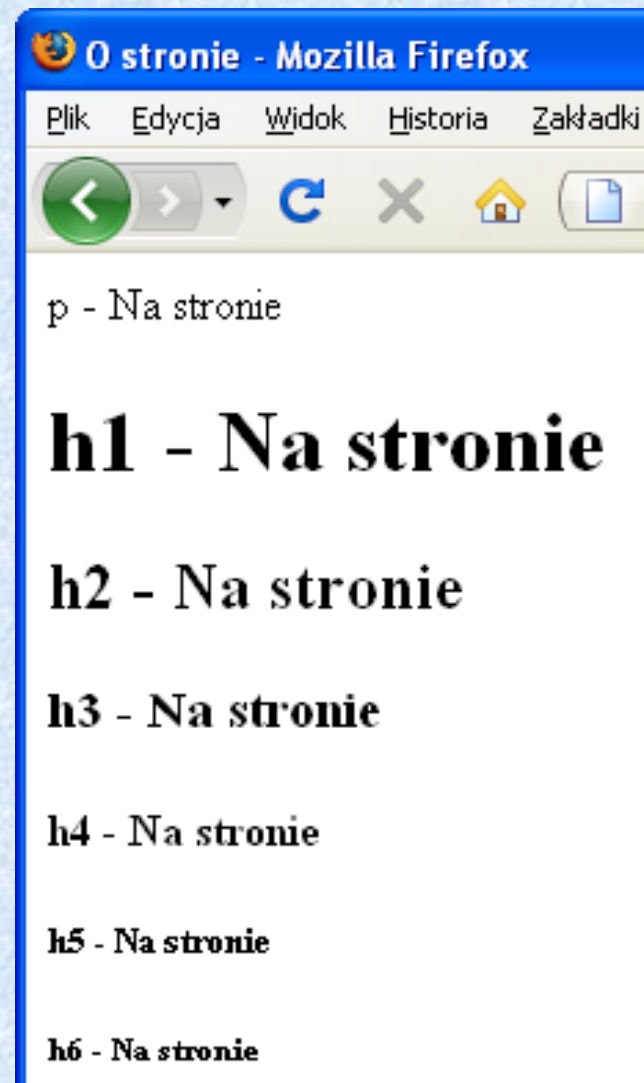 O stronie - Mozilla Firefox
Plik Edycja Widok Historia Zakładki
p - Na stronie
h1 - Na stronie
h2 - Na stronie
h3 - Na stronie
h4 - Na stronie
h5 - Na stronie
h6 - Na stronie